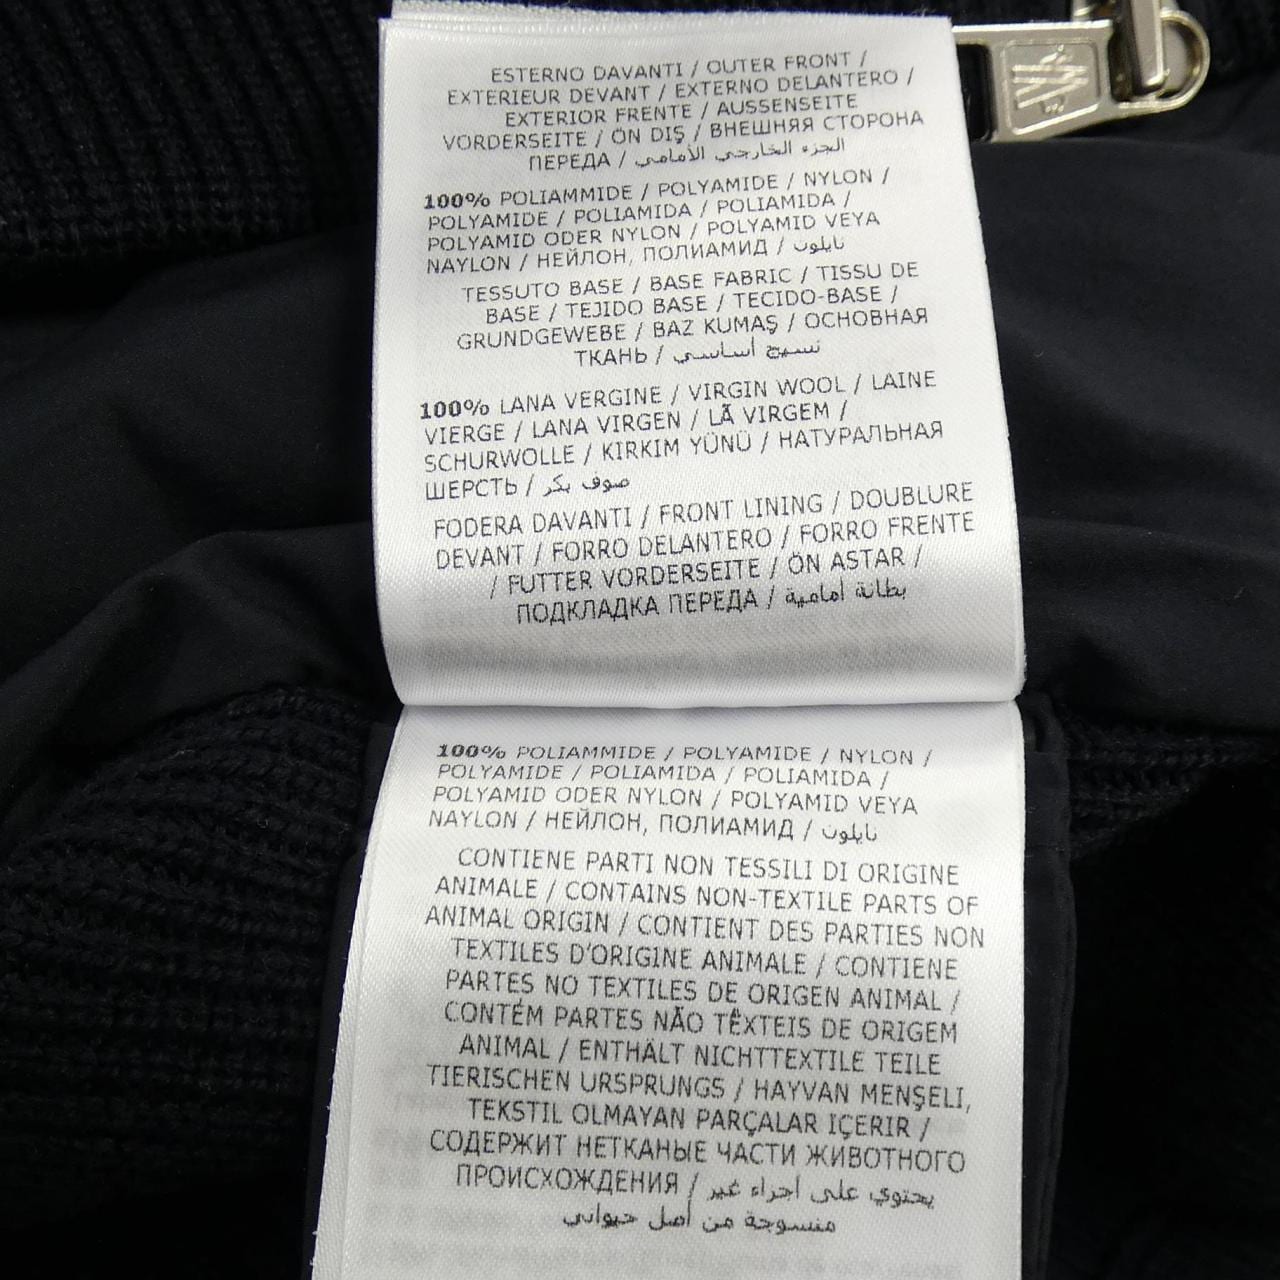 ESTERNO DAVANTI / OUTER FRONT /
EXTERIEUR DEVANT / EXTERNO DELANTERO /
EXTERIOR FRENTE / AUSSENSEITE
VORDERSEITE / ÖN DIŞ / ВНЕШНЯЯ СТОРОНА
ПЕРЕДА / الجزء الخارجي الأمامي
100% POLIAMMIDE / POLYAMIDE / NYLON /
POLYAMIDE / POLIAMIDA / POLIAMIDA /
POLYAMID ODER NYLON / POLYAMID VEYA
NAYLON / НЕЙЛОН, ПОЛИАМИД / نايلون
TESSUTO BASE / BASE FABRIC / TISSU DE
BASE / TEJIDO BASE / TECIDO-BASE /
GRUNDGEWEBE / BAZ KUMAŞ / ОСНОВНАЯ
ТКАНЬ / نسيج أساسي
100% LANA VERGINE / VIRGIN WOOL / LAINE
VIERGE / LANA VIRGEN / LÃ VIRGEM /
SCHURWOLLE / KIRKIM YÜNÜ / НАТУРАЛЬНАЯ
ШЕРСТЬ / صوف بكر
FODERA DAVANTI / FRONT LINING / DOUBLURE
DEVANT / FORRO DELANTERO / FORRO FRENTE
/ FUTTER VORDERSEITE / ÖN ASTAR /
ПОДКЛАДКА ПЕРЕДА / بطانة أمامية
100% POLIAMMIDE / POLYAMIDE / NYLON /
POLYAMIDE / POLIAMIDA / POLIAMIDA /
POLYAMID ODER NYLON / POLYAMID VEYA
NAYLON / НЕЙЛОН, ПОЛИАМИД / نايلون
CONTIENE PARTI NON TESSILI DI ORIGINE
ANIMALE / CONTAINS NON-TEXTILE PARTS OF
ANIMAL ORIGIN / CONTIENT DES PARTIES NON
TEXTILES D'ORIGINE ANIMALE / CONTIENE
PARTES NO TEXTILES DE ORIGEN ANIMAL /
CONTÉM PARTES NÃO TÊXTEIS DE ORIGEM
ANIMAL / ENTHÄLT NICHTTEXTILE TEILE
TIERISCHEN URSPRUNGS / HAYVAN MENŞELI,
TEKSTIL OLMAYAN PARÇALAR IÇERIR /
СОДЕРЖИТ НЕТКАНЫЕ ЧАСТИ ЖИВОТНОГО
ПРОИСХОЖДЕНИЯ / يحتوي على أجزاء غير
منسوجة من أصل حيواني